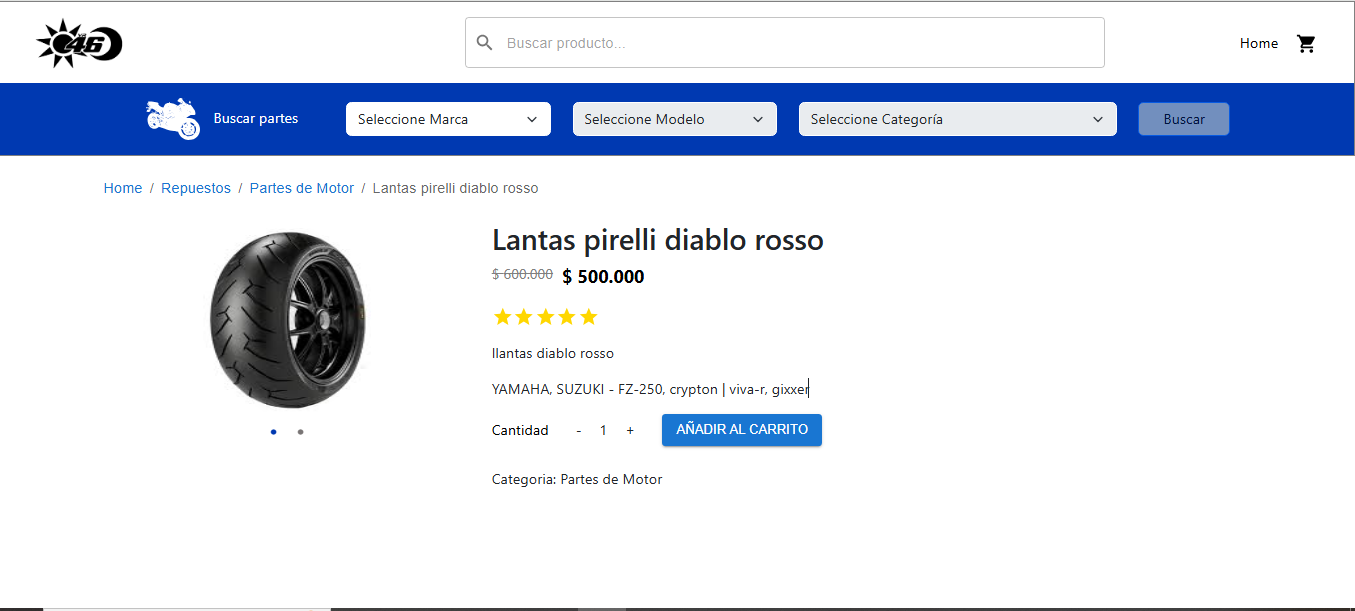 46
Buscar producto...
Home
Buscar partes
Seleccione Marca
Seleccione Modelo
Seleccione Categoría
Buscar
Home / Repuestos / Partes de Motor / Lantas pirelli diablo rosso
Lantas pirelli diablo rosso
$ 600.000 $ 500.000
llantas diablo rosso
YAMAHA, SUZUKI - FZ-250, crypton | viva-r, gixxer
Cantidad - 1 + AÑADIR AL CARRITO
Categoria: Partes de Motor